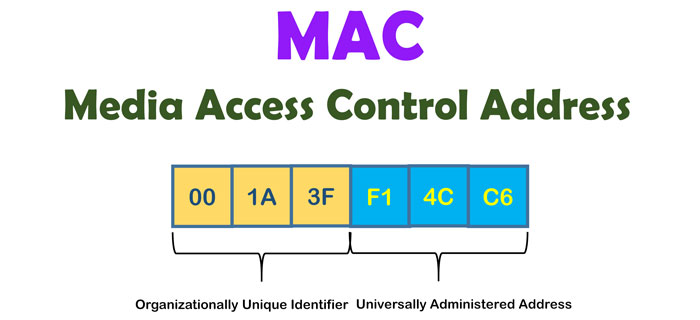 MAC
Media Access Control Address
00 1A 3F F1 4C C6
Organizationally Unique Identifier Universally Administered Address